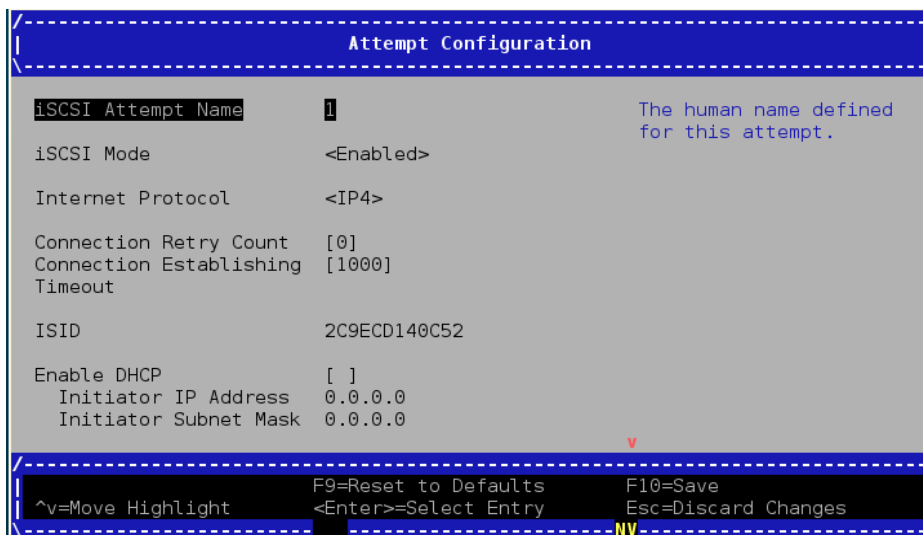 Attempt Configuration
iSCSI Attempt Name 1 The human name defined
for this attempt.
iSCSI Mode <Enabled>
Internet Protocol <IP4>
Connection Retry Count [0]
Connection Establishing [1000]
Timeout
ISID 2C9ECD140C52
Enable DHCP [ ]
Initiator IP Address 0.0.0.0
Initiator Subnet Mask 0.0.0.0
v
F9=Reset to Defaults F10=Save
^v=Move Highlight <Enter>=Select Entry Esc=Discard Changes
NV